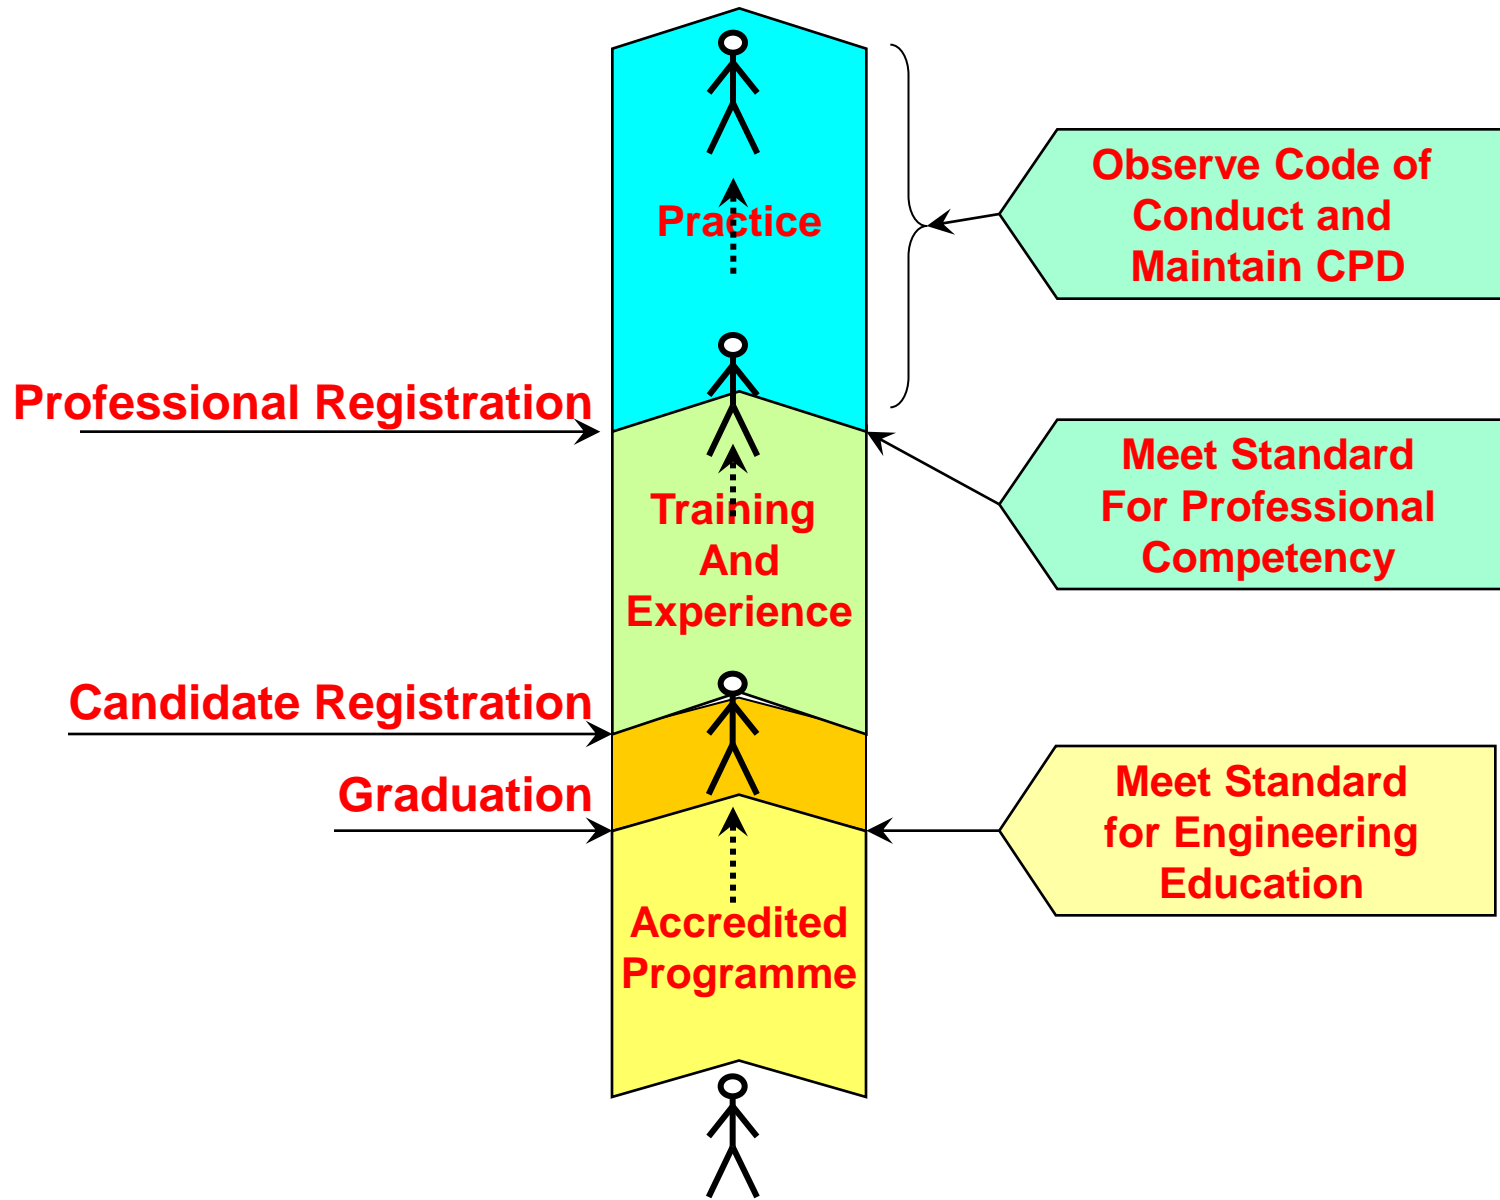 Practice
Observe Code of
Conduct and
Maintain CPD
Professional Registration
Training
And
Experience
Meet Standard
For Professional
Competency
Candidate Registration
Graduation
Meet Standard
for Engineering
Education
Accredited
Programme